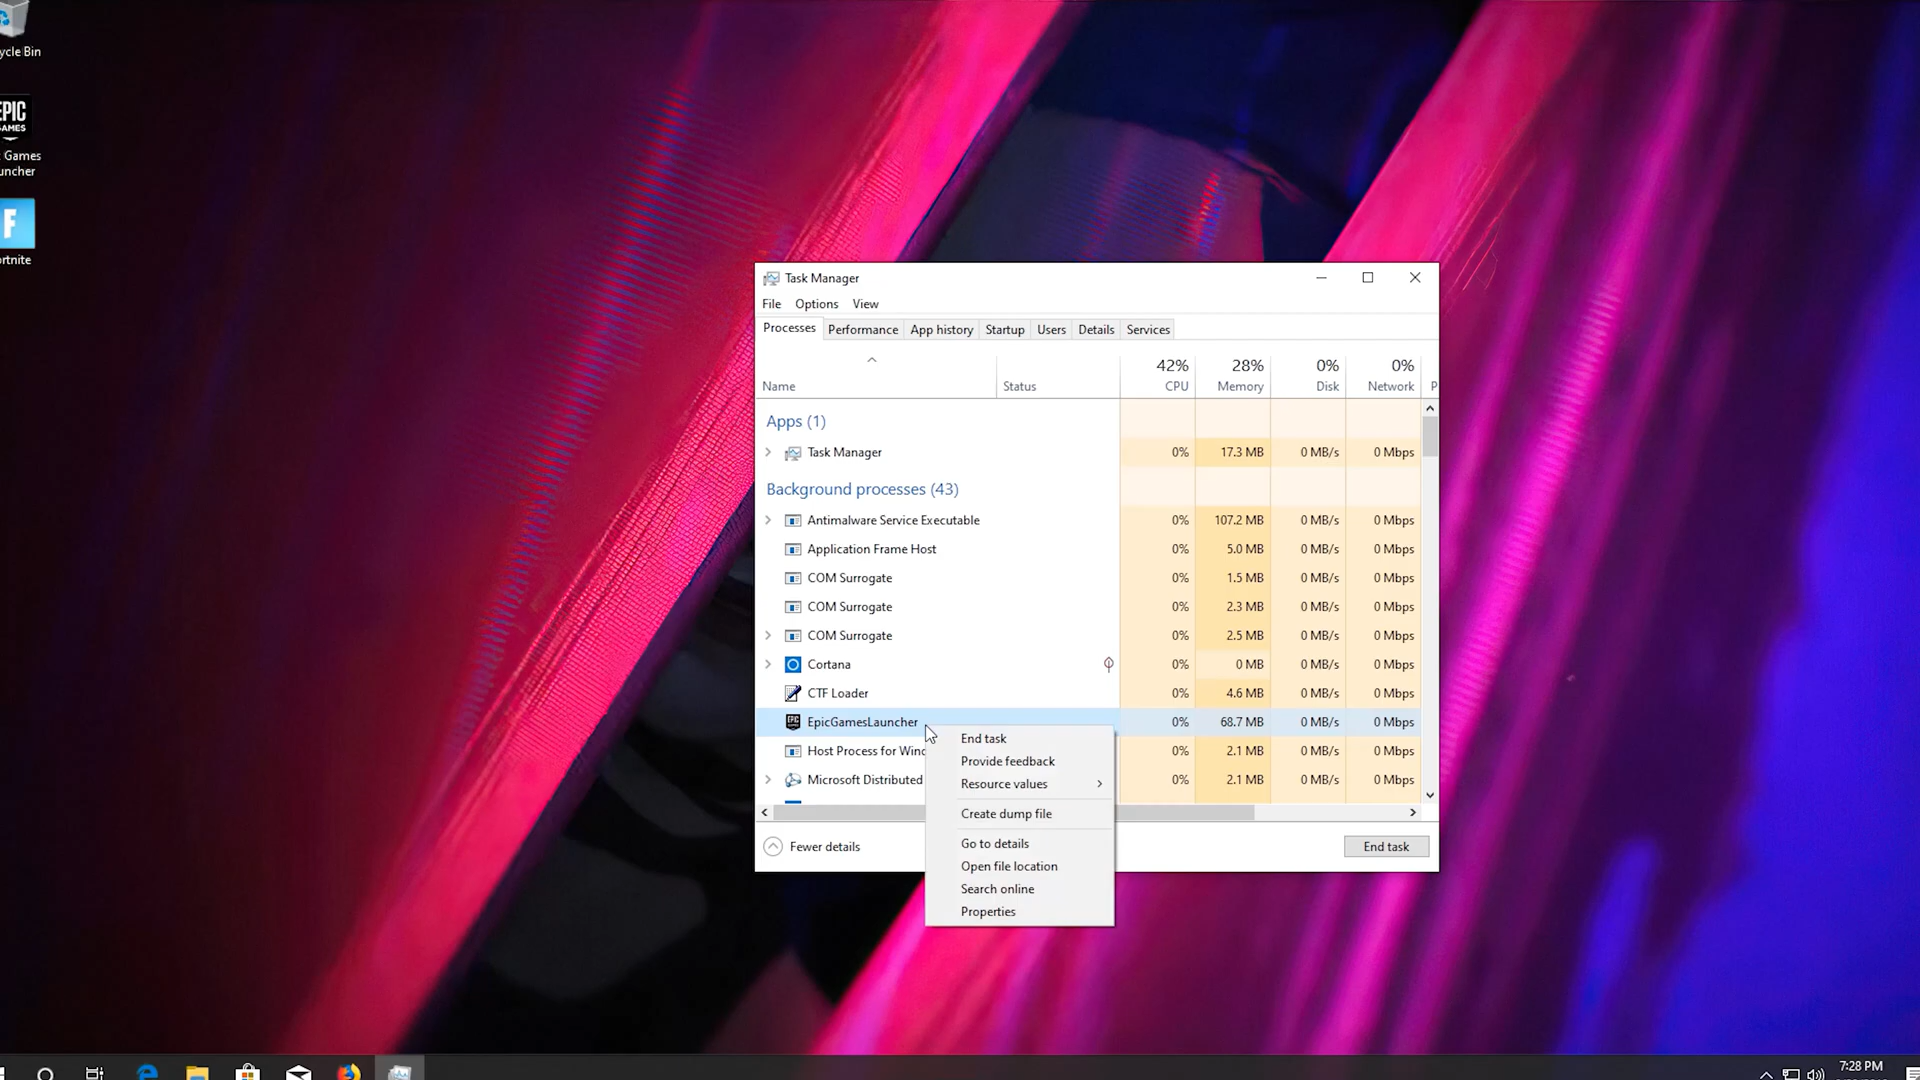 ycle Bin
EPIC
GAMES
Games
uncher
F
ortnite
Task Manager
File Options View
Processes Performance App history Startup Users Details Services
42% 28% 0% 0%
Name Status CPU Memory Disk Network P
Apps (1)
Task Manager 0% 17.3 MB 0 MB/s 0 Mbps
Background processes (43)
Antimalware Service Executable 0% 107.2 MB 0 MB/s 0 Mbps
Application Frame Host 0% 5.0 MB 0 MB/s 0 Mbps
COM Surrogate 0% 1.5 MB 0 MB/s 0 Mbps
COM Surrogate 0% 2.3 MB 0 MB/s 0 Mbps
COM Surrogate 0% 2.5 MB 0 MB/s 0 Mbps
Cortana 0% 0 MB 0 MB/s 0 Mbps
CTF Loader 0% 4.6 MB 0 MB/s 0 Mbps
EpicGamesLauncher 0% 68.7 MB 0 MB/s 0 Mbps
Host Process for Wind 0% 2.1 MB 0 MB/s 0 Mbps
Microsoft Distributed 0% 2.1 MB 0 MB/s 0 Mbps
End task
Provide feedback
Resource values
Create dump file
Go to details
Open file location
Search online
Properties
Fewer details End task
7:28 PM